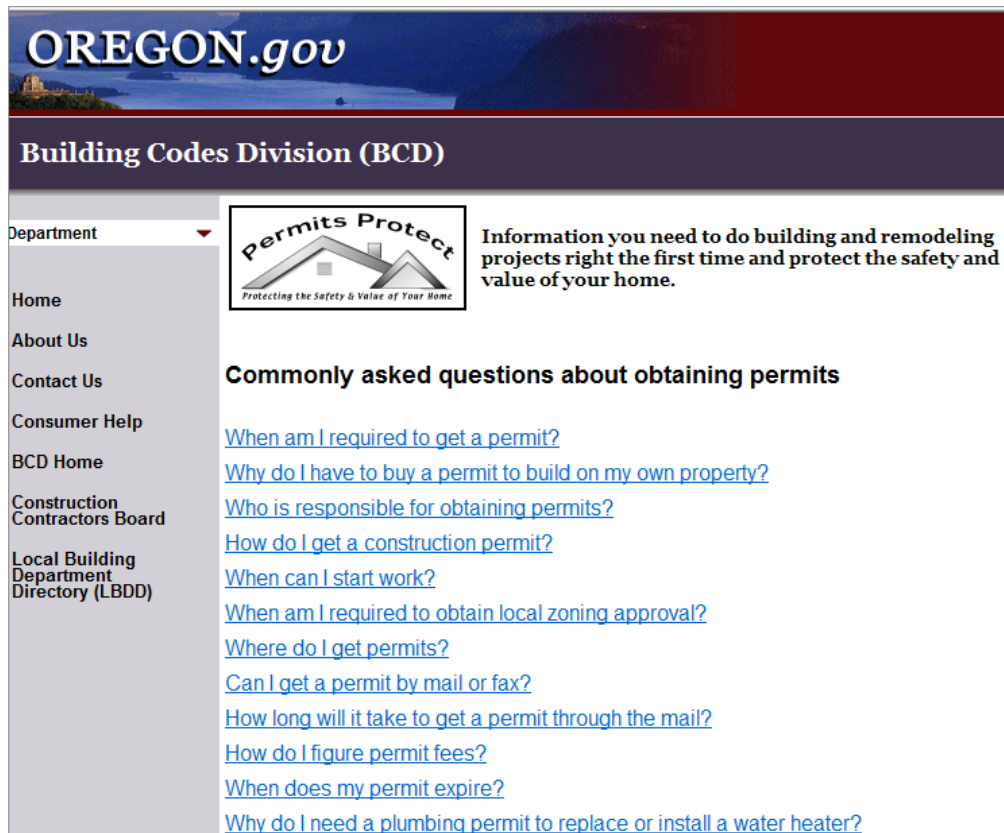 OREGON.gov
Building Codes Division (BCD)
Department
Home
About Us
Contact Us
Consumer Help
BCD Home
Construction
Contractors Board
Local Building
Department
Directory (LBDD)
Permits Protect
Protecting the Safety & Value of Your Home
Information you need to do building and remodeling
projects right the first time and protect the safety and
value of your home.
Commonly asked questions about obtaining permits
When am I required to get a permit?
Why do I have to buy a permit to build on my own property?
Who is responsible for obtaining permits?
How do I get a construction permit?
When can I start work?
When am I required to obtain local zoning approval?
Where do I get permits?
Can I get a permit by mail or fax?
How long will it take to get a permit through the mail?
How do I figure permit fees?
When does my permit expire?
Why do I need a plumbing permit to replace or install a water heater?